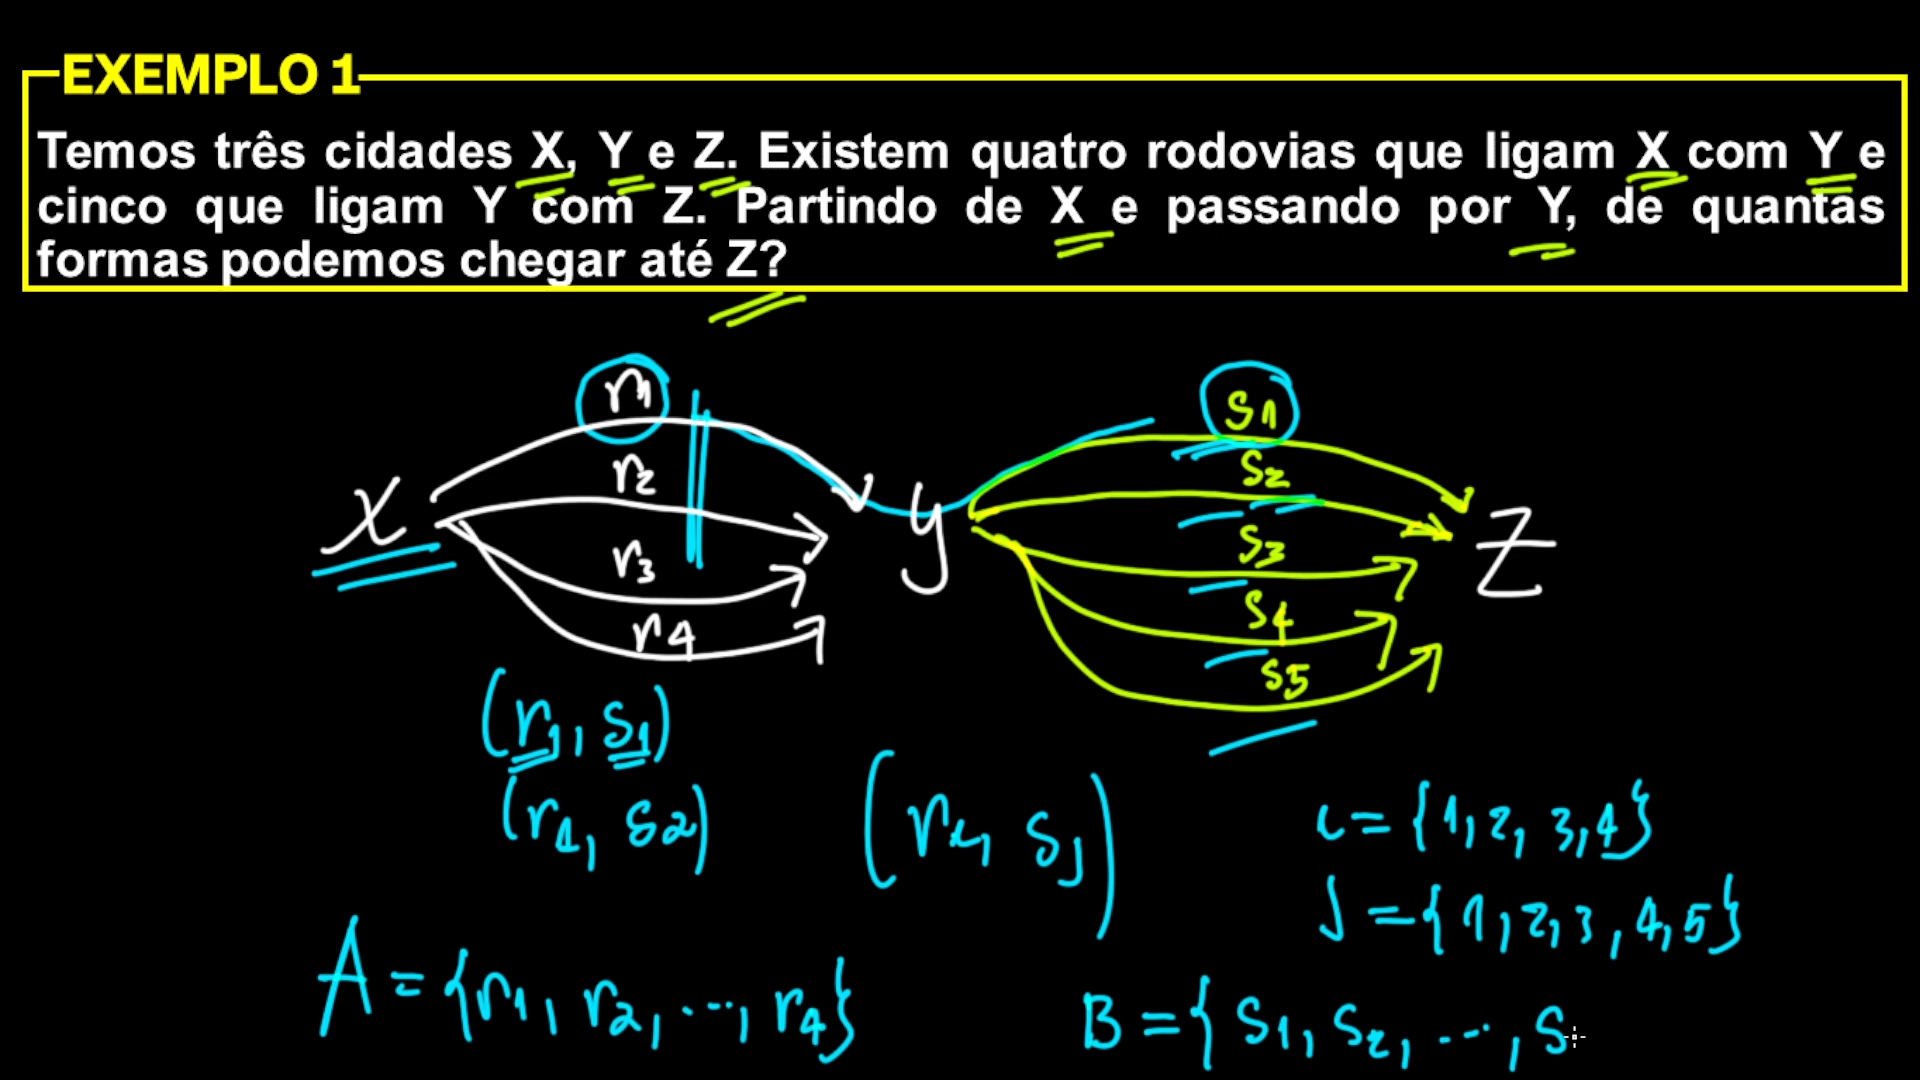 EXEMPLO 1
Temos três cidades X, Y e Z. Existem quatro rodovias que ligam X com Y e
cinco que ligam Y com Z. Partindo de X e passando por Y, de quantas
formas podemos chegar até Z?
r1
s1
r2
s2
X
Y
Z
r3
s3
r4
s4
s5
(r1, s1)
(r1, s2)
(ri, sj)
i = {1, 2, 3, 4}
J = {1, 2, 3, 4, 5}
A = {r1, r2, ..., r4}
B = { s1, s2, ..., s